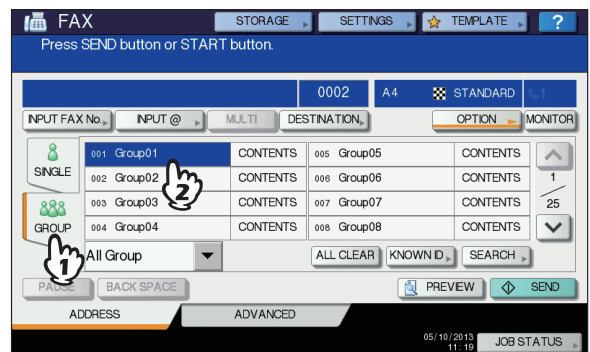 FAX STORAGE SETTINGS TEMPLATE ?
Press SEND button or START button.
0002 A4 STANDARD 1
INPUT FAX No. INPUT @ MULTI DESTINATION OPTION MONITOR
SINGLE 001 Group01 CONTENTS 005 Group05 CONTENTS
002 Group02 CONTENTS 006 Group06 CONTENTS 1
2
GROUP 003 Group03 CONTENTS 007 Group07 CONTENTS 25
004 Group04 CONTENTS 008 Group08 CONTENTS
1
All Group ALL CLEAR KNOWN ID SEARCH
PAUSE BACK SPACE PREVIEW SEND
ADDRESS ADVANCED
05/10/2013
11:19 JOB STATUS